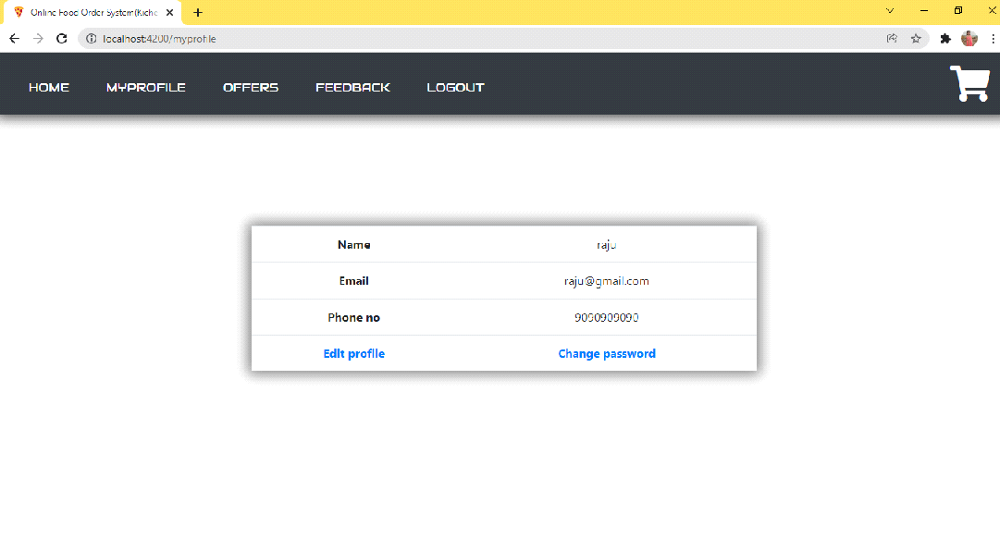 Online Food Order System(Kiche
localhost:4200/myprofile
HOME MYPROFILE OFFERS FEEDBACK LOGOUT
Name raju
Email raju@gmail.com
Phone no 9090909090
Edit profile Change password